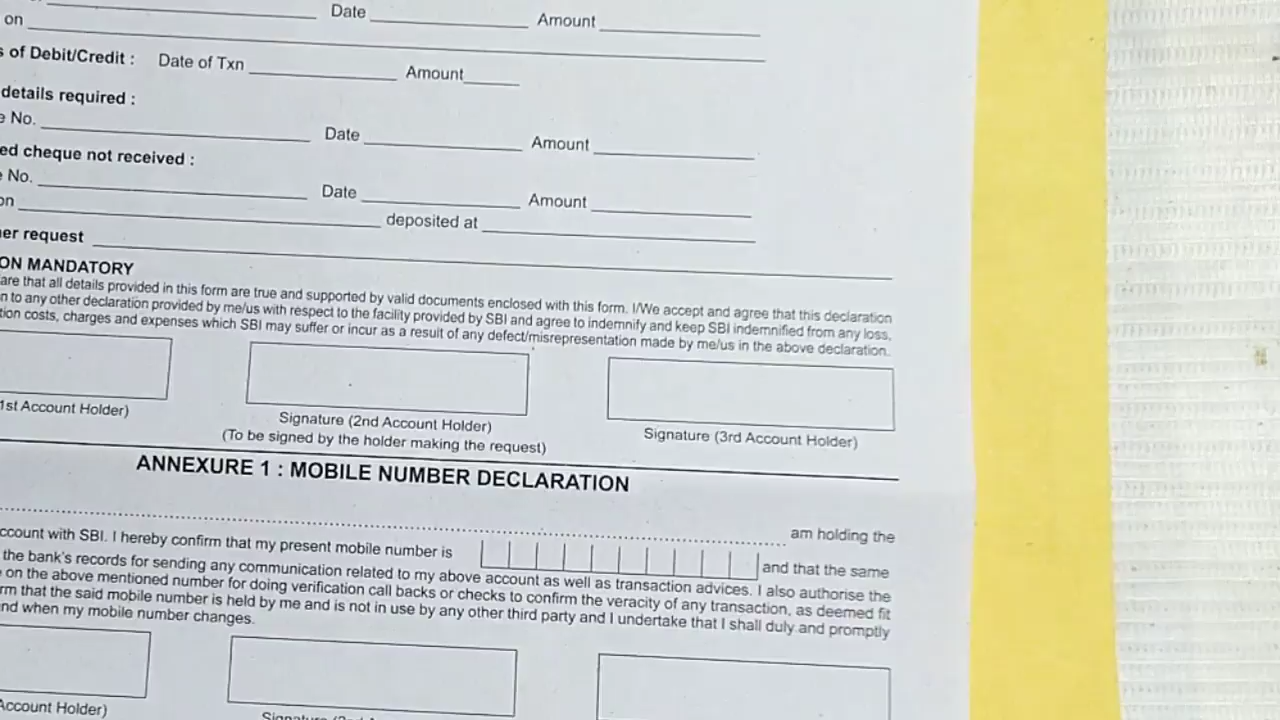 Date Amount
on
of Debit/Credit : Date of Txn Amount
details required :
No. Date Amount
ed cheque not received :
No. Date Amount
on deposited at
er request
ON MANDATORY
are that all details provided in this form are true and supported by valid documents enclosed with this form. I/We accept and agree that this declaration
n to any other declaration provided by me/us with respect to the facility provided by SBI and agree to indemnify and keep SBI indemnified from any loss,
tion costs, charges and expenses which SBI may suffer or incur as a result of any defect/misrepresentation made by me/us in the above declaration.
1st Account Holder) Signature (2nd Account Holder) Signature (3rd Account Holder)
(To be signed by the holder making the request)
ANNEXURE 1 : MOBILE NUMBER DECLARATION
am holding the
ccount with SBI. I hereby confirm that my present mobile number is and that the same
the bank's records for sending any communication related to my above account as well as transaction advices. I also authorise the
on the above mentioned number for doing verification call backs or checks to confirm the veracity of any transaction, as deemed fit
rm that the said mobile number is held by me and is not in use by any other third party and I undertake that I shall duly and promptly
nd when my mobile number changes.
Account Holder)